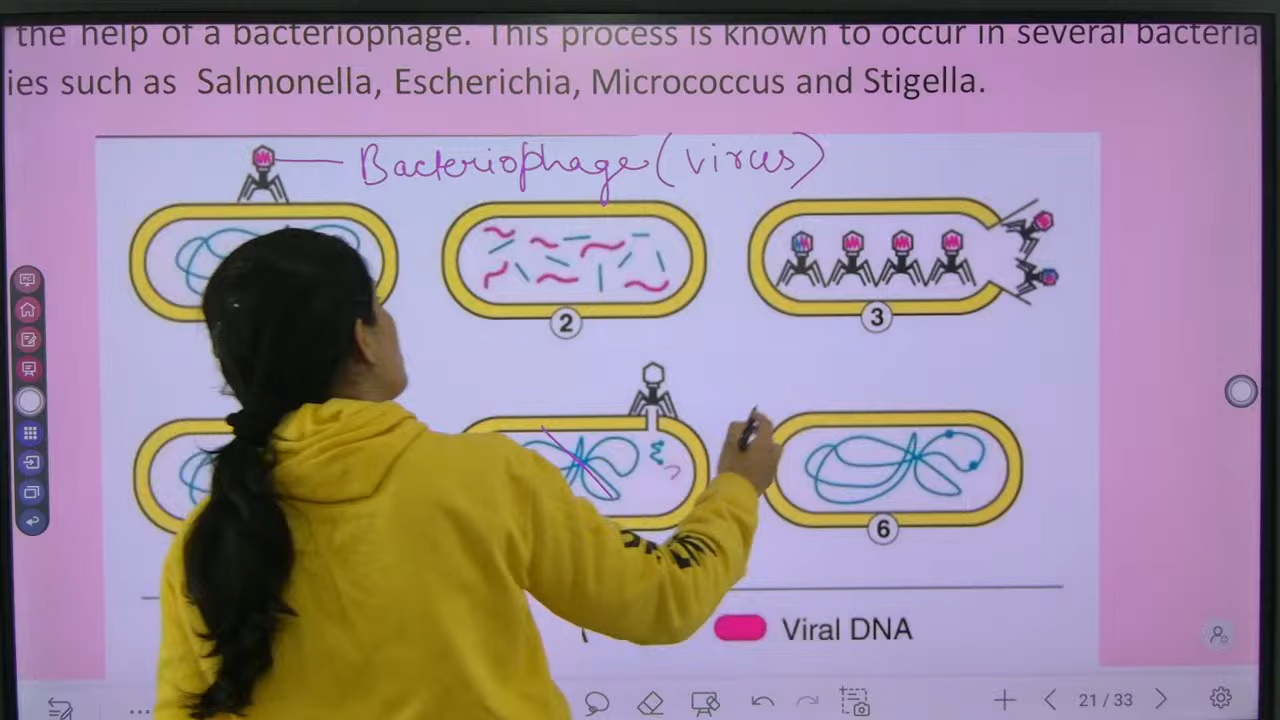 the help of a bacteriophage. This process is known to occur in several bacteria
ies such as Salmonella, Escherichia, Micrococcus and Stigella.
Bacteriophage (virus)
2
3
6
Viral DNA
21 / 33